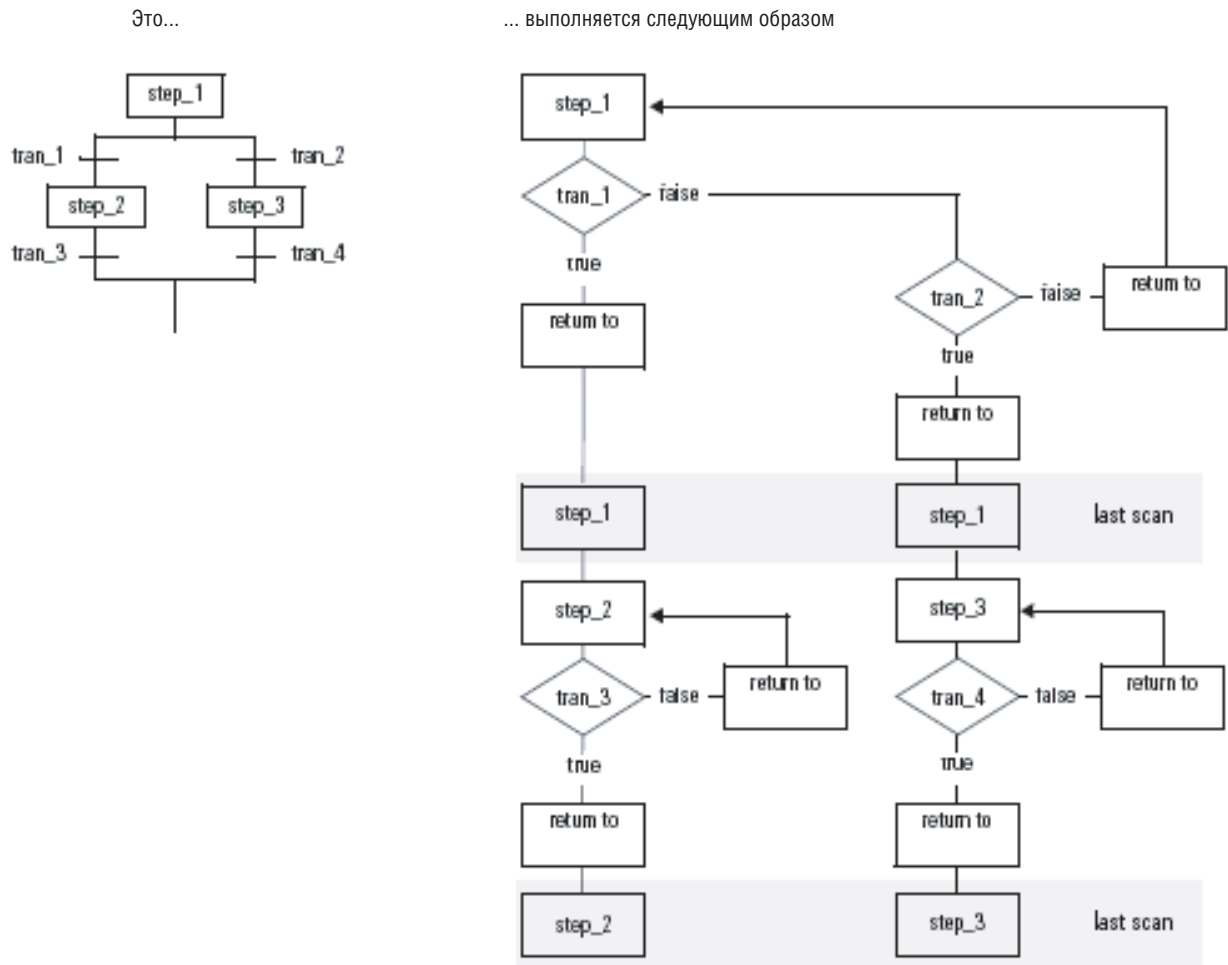 Это...
... выполняется следующим образом
step_1
tran_1
tran_2
step_2
step_3
tran_3
tran_4
step_1
tran_1
false
true
return to
tran_2
false
return to
true
return to
step_1
step_1
last scan
step_2
tran_3
false
return to
true
return to
step_3
tran_4
false
return to
true
return to
step_2
step_3
last scan